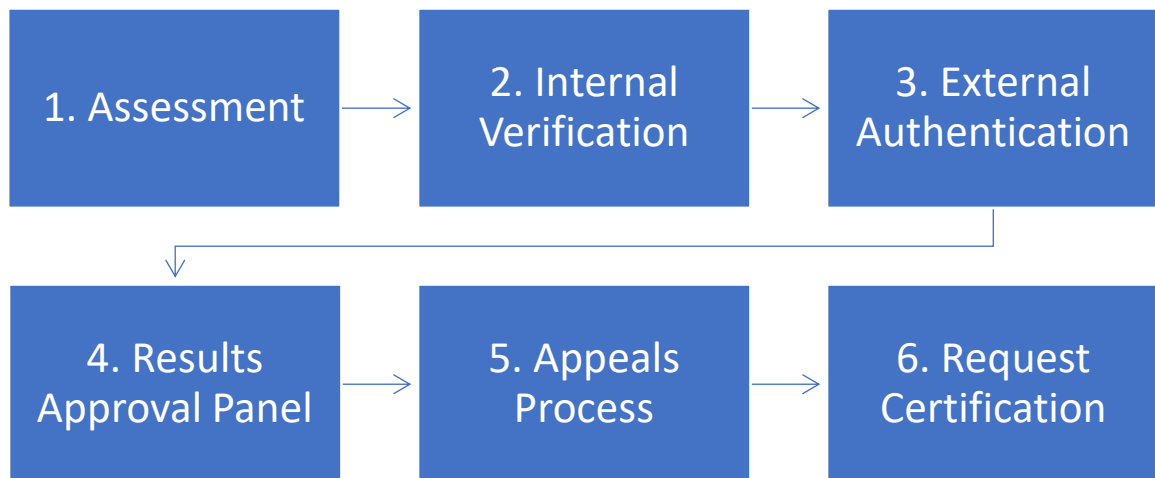 1. Assessment
2. Internal
Verification
3. External
Authentication
4. Results
Approval Panel
5. Appeals
Process
6. Request
Certification